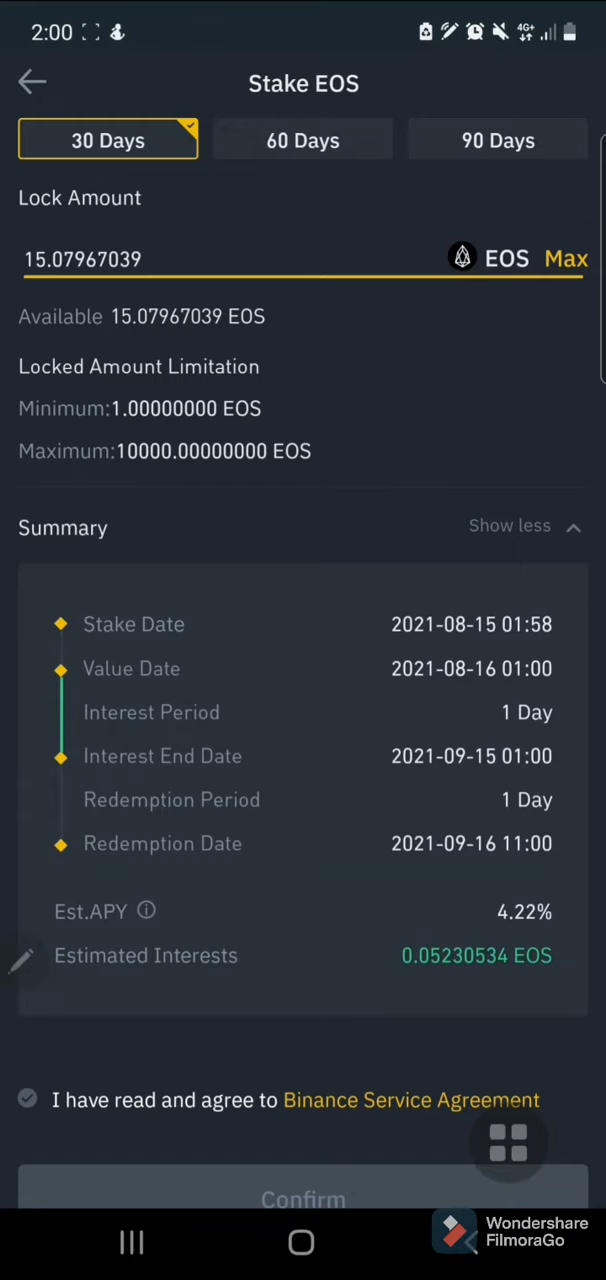 2:00
4G+
Stake EOS
30 Days 60 Days 90 Days
Lock Amount
15.07967039 EOS Max
Available 15.07967039 EOS
Locked Amount Limitation
Minimum:1.00000000 EOS
Maximum:10000.00000000 EOS
Summary Show less
Stake Date 2021-08-15 01:58
Value Date 2021-08-16 01:00
Interest Period 1 Day
Interest End Date 2021-09-15 01:00
Redemption Period 1 Day
Redemption Date 2021-09-16 11:00
Est.APY 4.22%
Estimated Interests 0.05230534 EOS
I have read and agree to Binance Service Agreement
Confirm
Wondershare
FilmoraGo